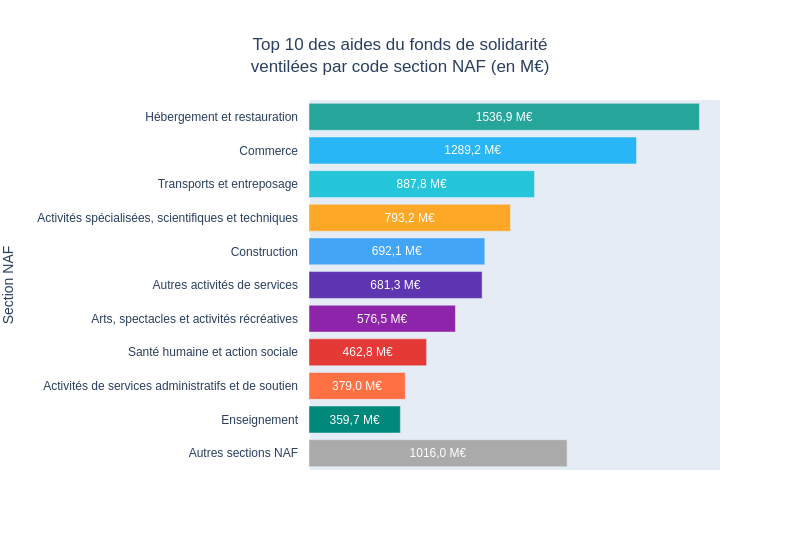 Top 10 des aides du fonds de solidarité
ventilées par code section NAF (en M€)
Section NAF
Hébergement et restauration 1536,9 M€
Commerce 1289,2 M€
Transports et entreposage 887,8 M€
Activités spécialisées, scientifiques et techniques 793,2 M€
Construction 692,1 M€
Autres activités de services 681,3 M€
Arts, spectacles et activités récréatives 576,5 M€
Santé humaine et action sociale 462,8 M€
Activités de services administratifs et de soutien 379,0 M€
Enseignement 359,7 M€
Autres sections NAF 1016,0 M€